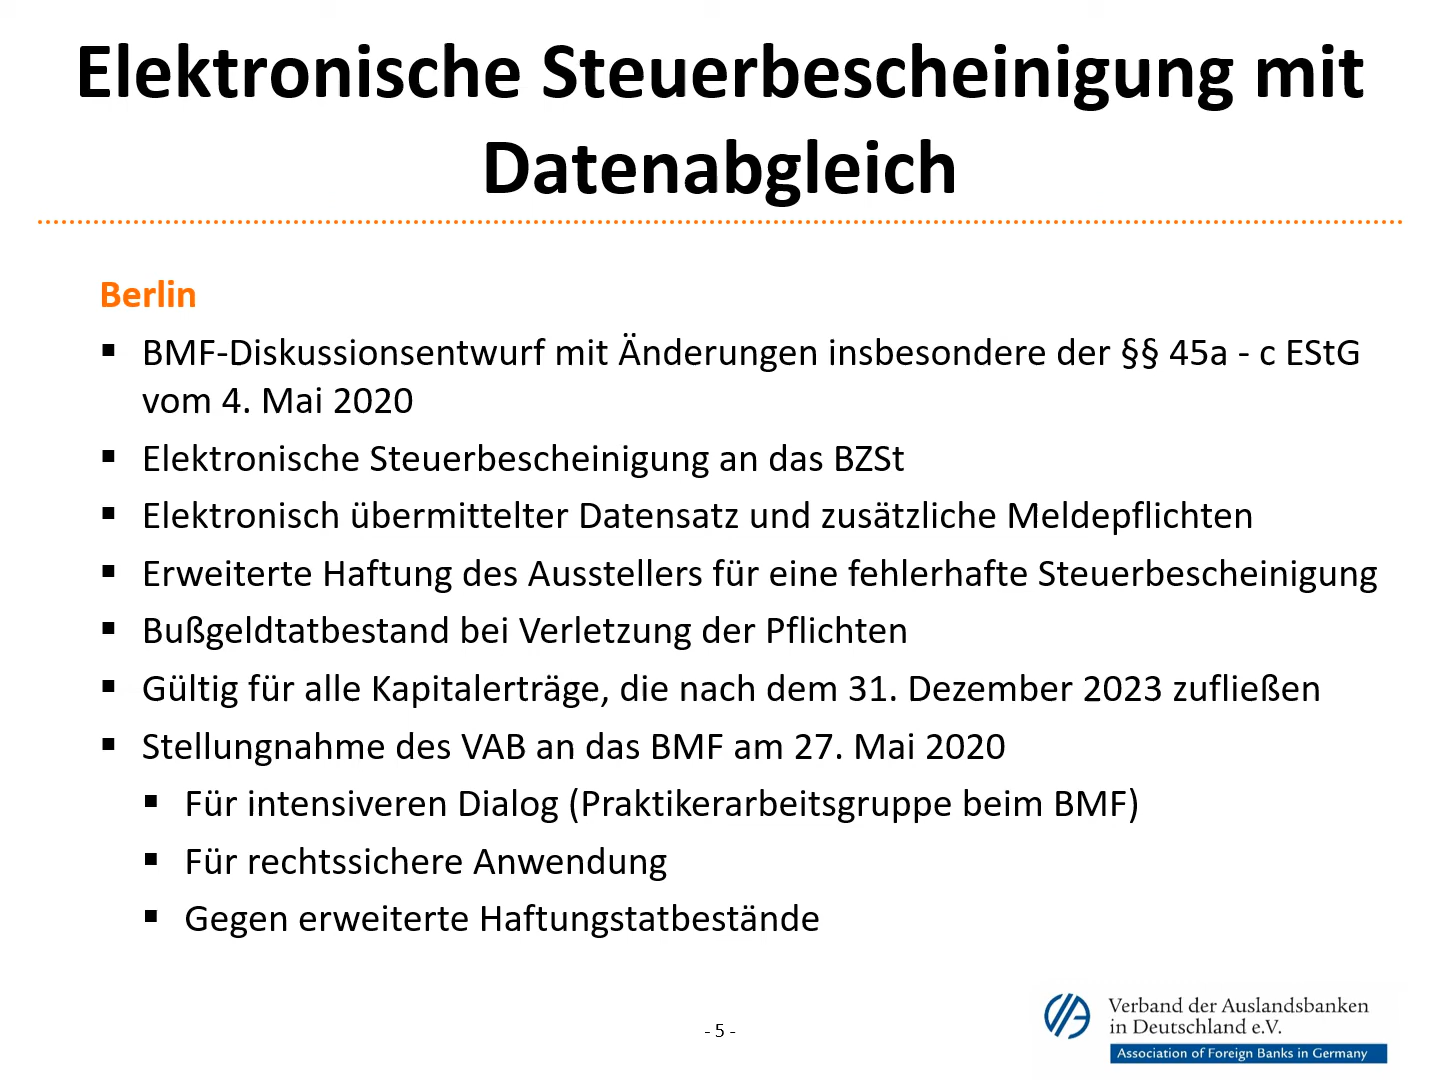 Elektronische Steuerbescheinigung mit
Datenabgleich
Berlin
▪ BMF-Diskussionsentwurf mit Änderungen insbesondere der §§ 45a - c EStG
vom 4. Mai 2020
▪ Elektronische Steuerbescheinigung an das BZSt
▪ Elektronisch übermittelter Datensatz und zusätzliche Meldepflichten
▪ Erweiterte Haftung des Ausstellers für eine fehlerhafte Steuerbescheinigung
▪ Bußgeldtatbestand bei Verletzung der Pflichten
▪ Gültig für alle Kapitalerträge, die nach dem 31. Dezember 2023 zufließen
▪ Stellungnahme des VAB an das BMF am 27. Mai 2020
▪ Für intensiveren Dialog (Praktikerarbeitsgruppe beim BMF)
▪ Für rechtssichere Anwendung
▪ Gegen erweiterte Haftungstatbestände
- 5 -
Verband der Auslandsbanken
in Deutschland e.V.
Association of Foreign Banks in Germany